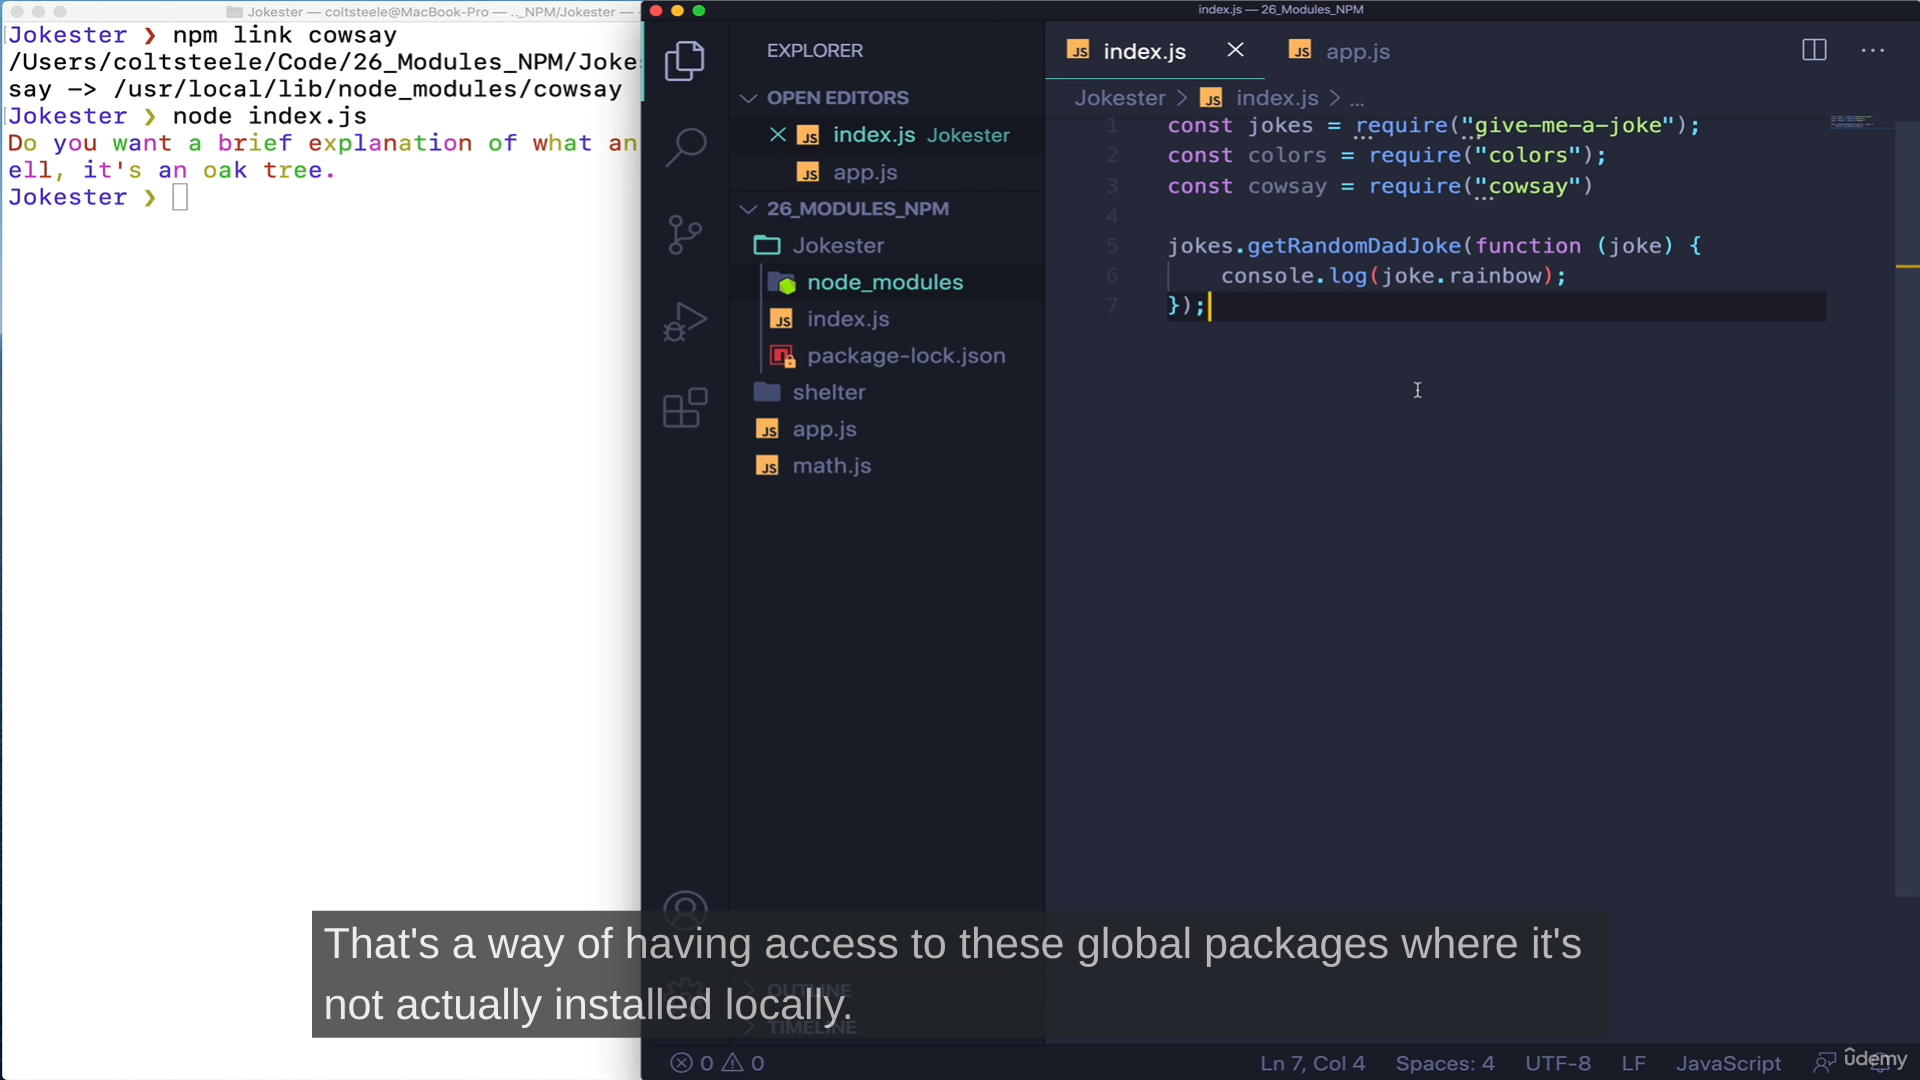 Jokester — coltsteele@MacBook-Pro — .._NPM/Jokester —
Jokester ❯ npm link cowsay
/Users/coltsteele/Code/26_Modules_NPM/Joke
say -> /usr/local/lib/node_modules/cowsay
Jokester ❯ node index.js
Do you want a brief explanation of what an
ell, it's an oak tree.
Jokester ❯
index.js — 26_Modules_NPM
EXPLORER
OPEN EDITORS
index.js Jokester
app.js
26_MODULES_NPM
Jokester
node_modules
index.js
package-lock.json
shelter
app.js
math.js
OUTLINE
TIMELINE
index.js
app.js
Jokester > index.js > ...
1 const jokes = require("give-me-a-joke");
2 const colors = require("colors");
3 const cowsay = require("cowsay")
4
5 jokes.getRandomDadJoke(function (joke) {
6 console.log(joke.rainbow);
7 });
That's a way of having access to these global packages where it's
not actually installed locally.
0 0
Ln 7, Col 4 Spaces: 4 UTF-8 LF JavaScript
ûdemy